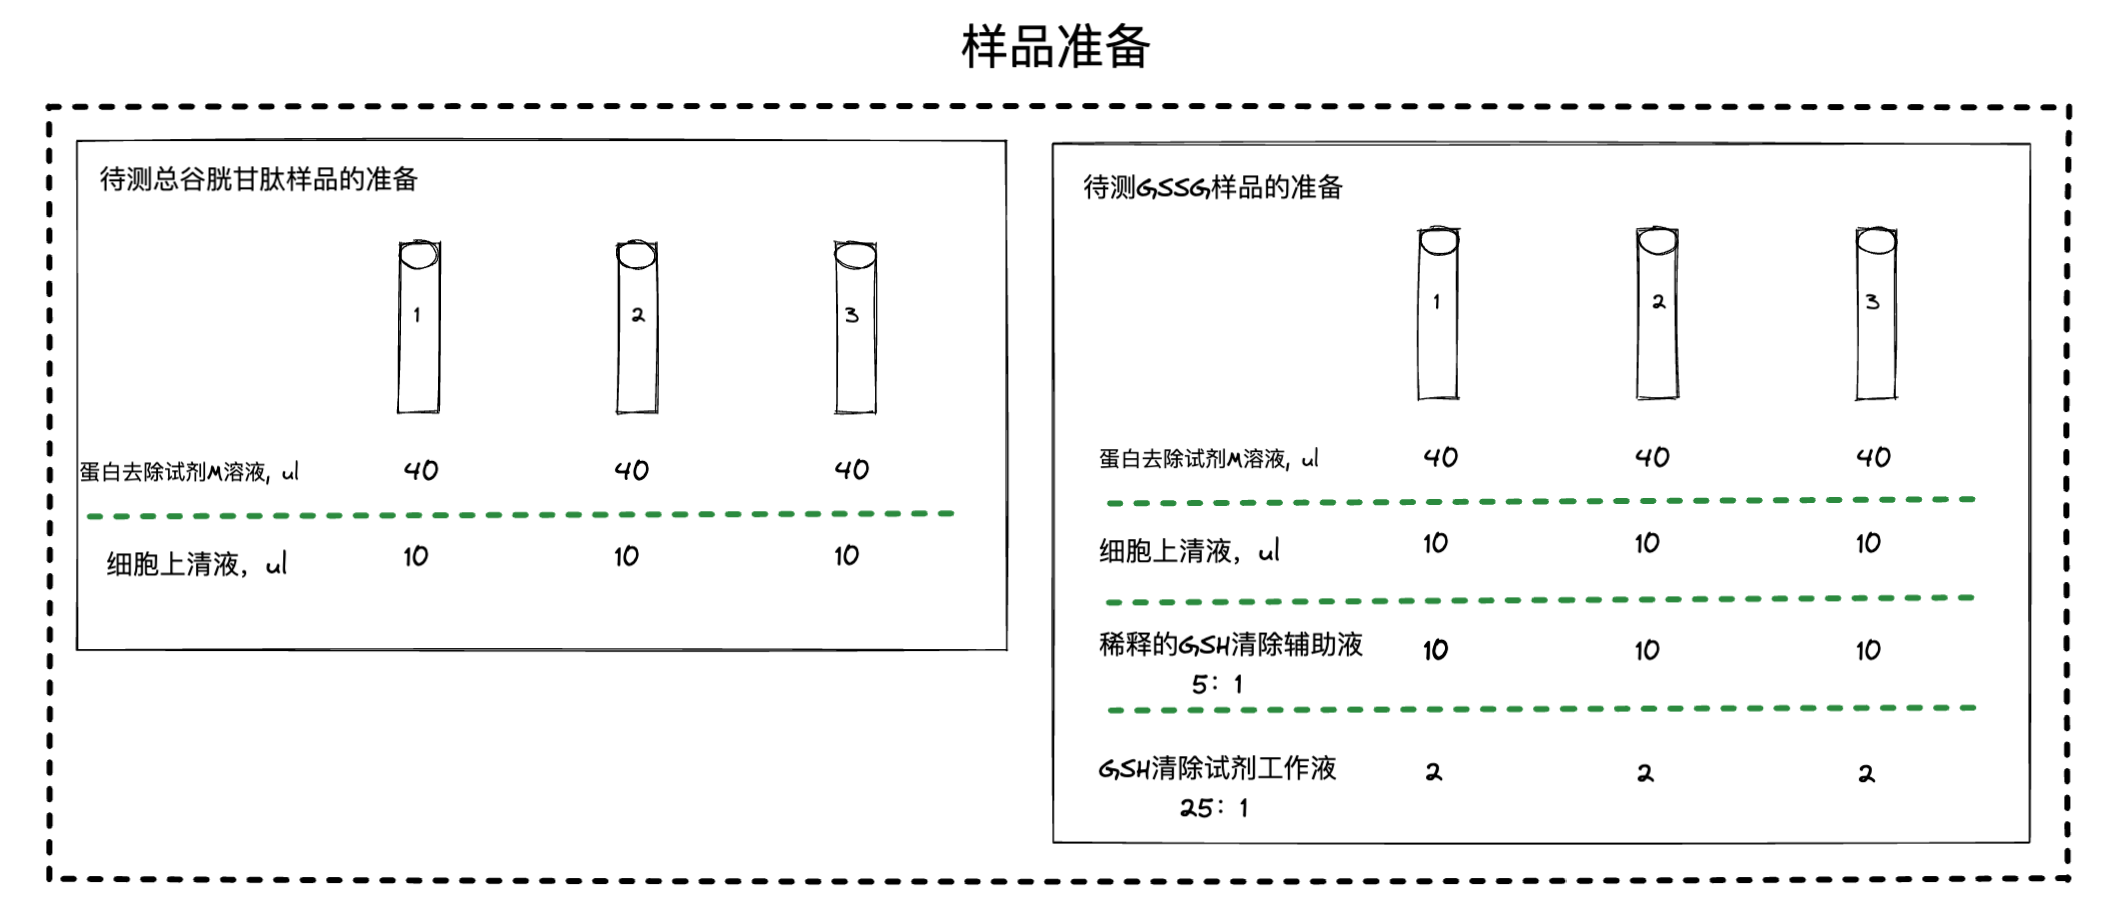 样品准备
待测总谷胱甘肽样品的准备
1 2 3
蛋白去除试剂M溶液, ul 40 40 40
细胞上清液, ul 10 10 10
待测GSSG样品的准备
1 2 3
蛋白去除试剂M溶液, ul 40 40 40
细胞上清液, ul 10 10 10
稀释的GSH清除辅助液 10 10 10
5: 1
GSH清除试剂工作液 2 2 2
25: 1